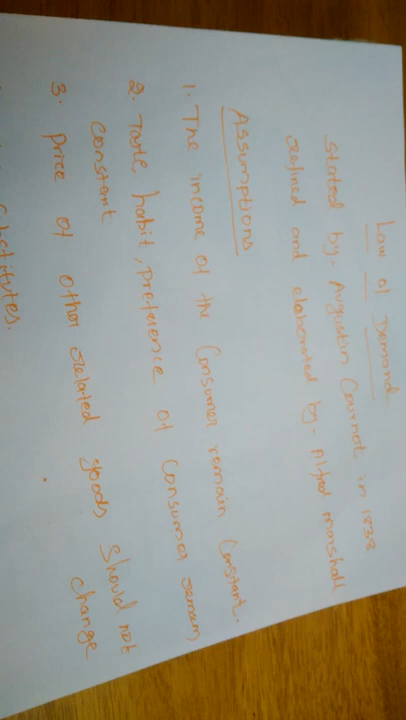 Law of Demand
Stated by- Augustin Cournot in 1838
refined and elaborated by- Alfred marshall
Assumptions
1. The income of the Consumer remain Constant.
2. Taste, habit, preference of Consumer remain
constant
3. Price of other related goods Should not
change
substitutes.